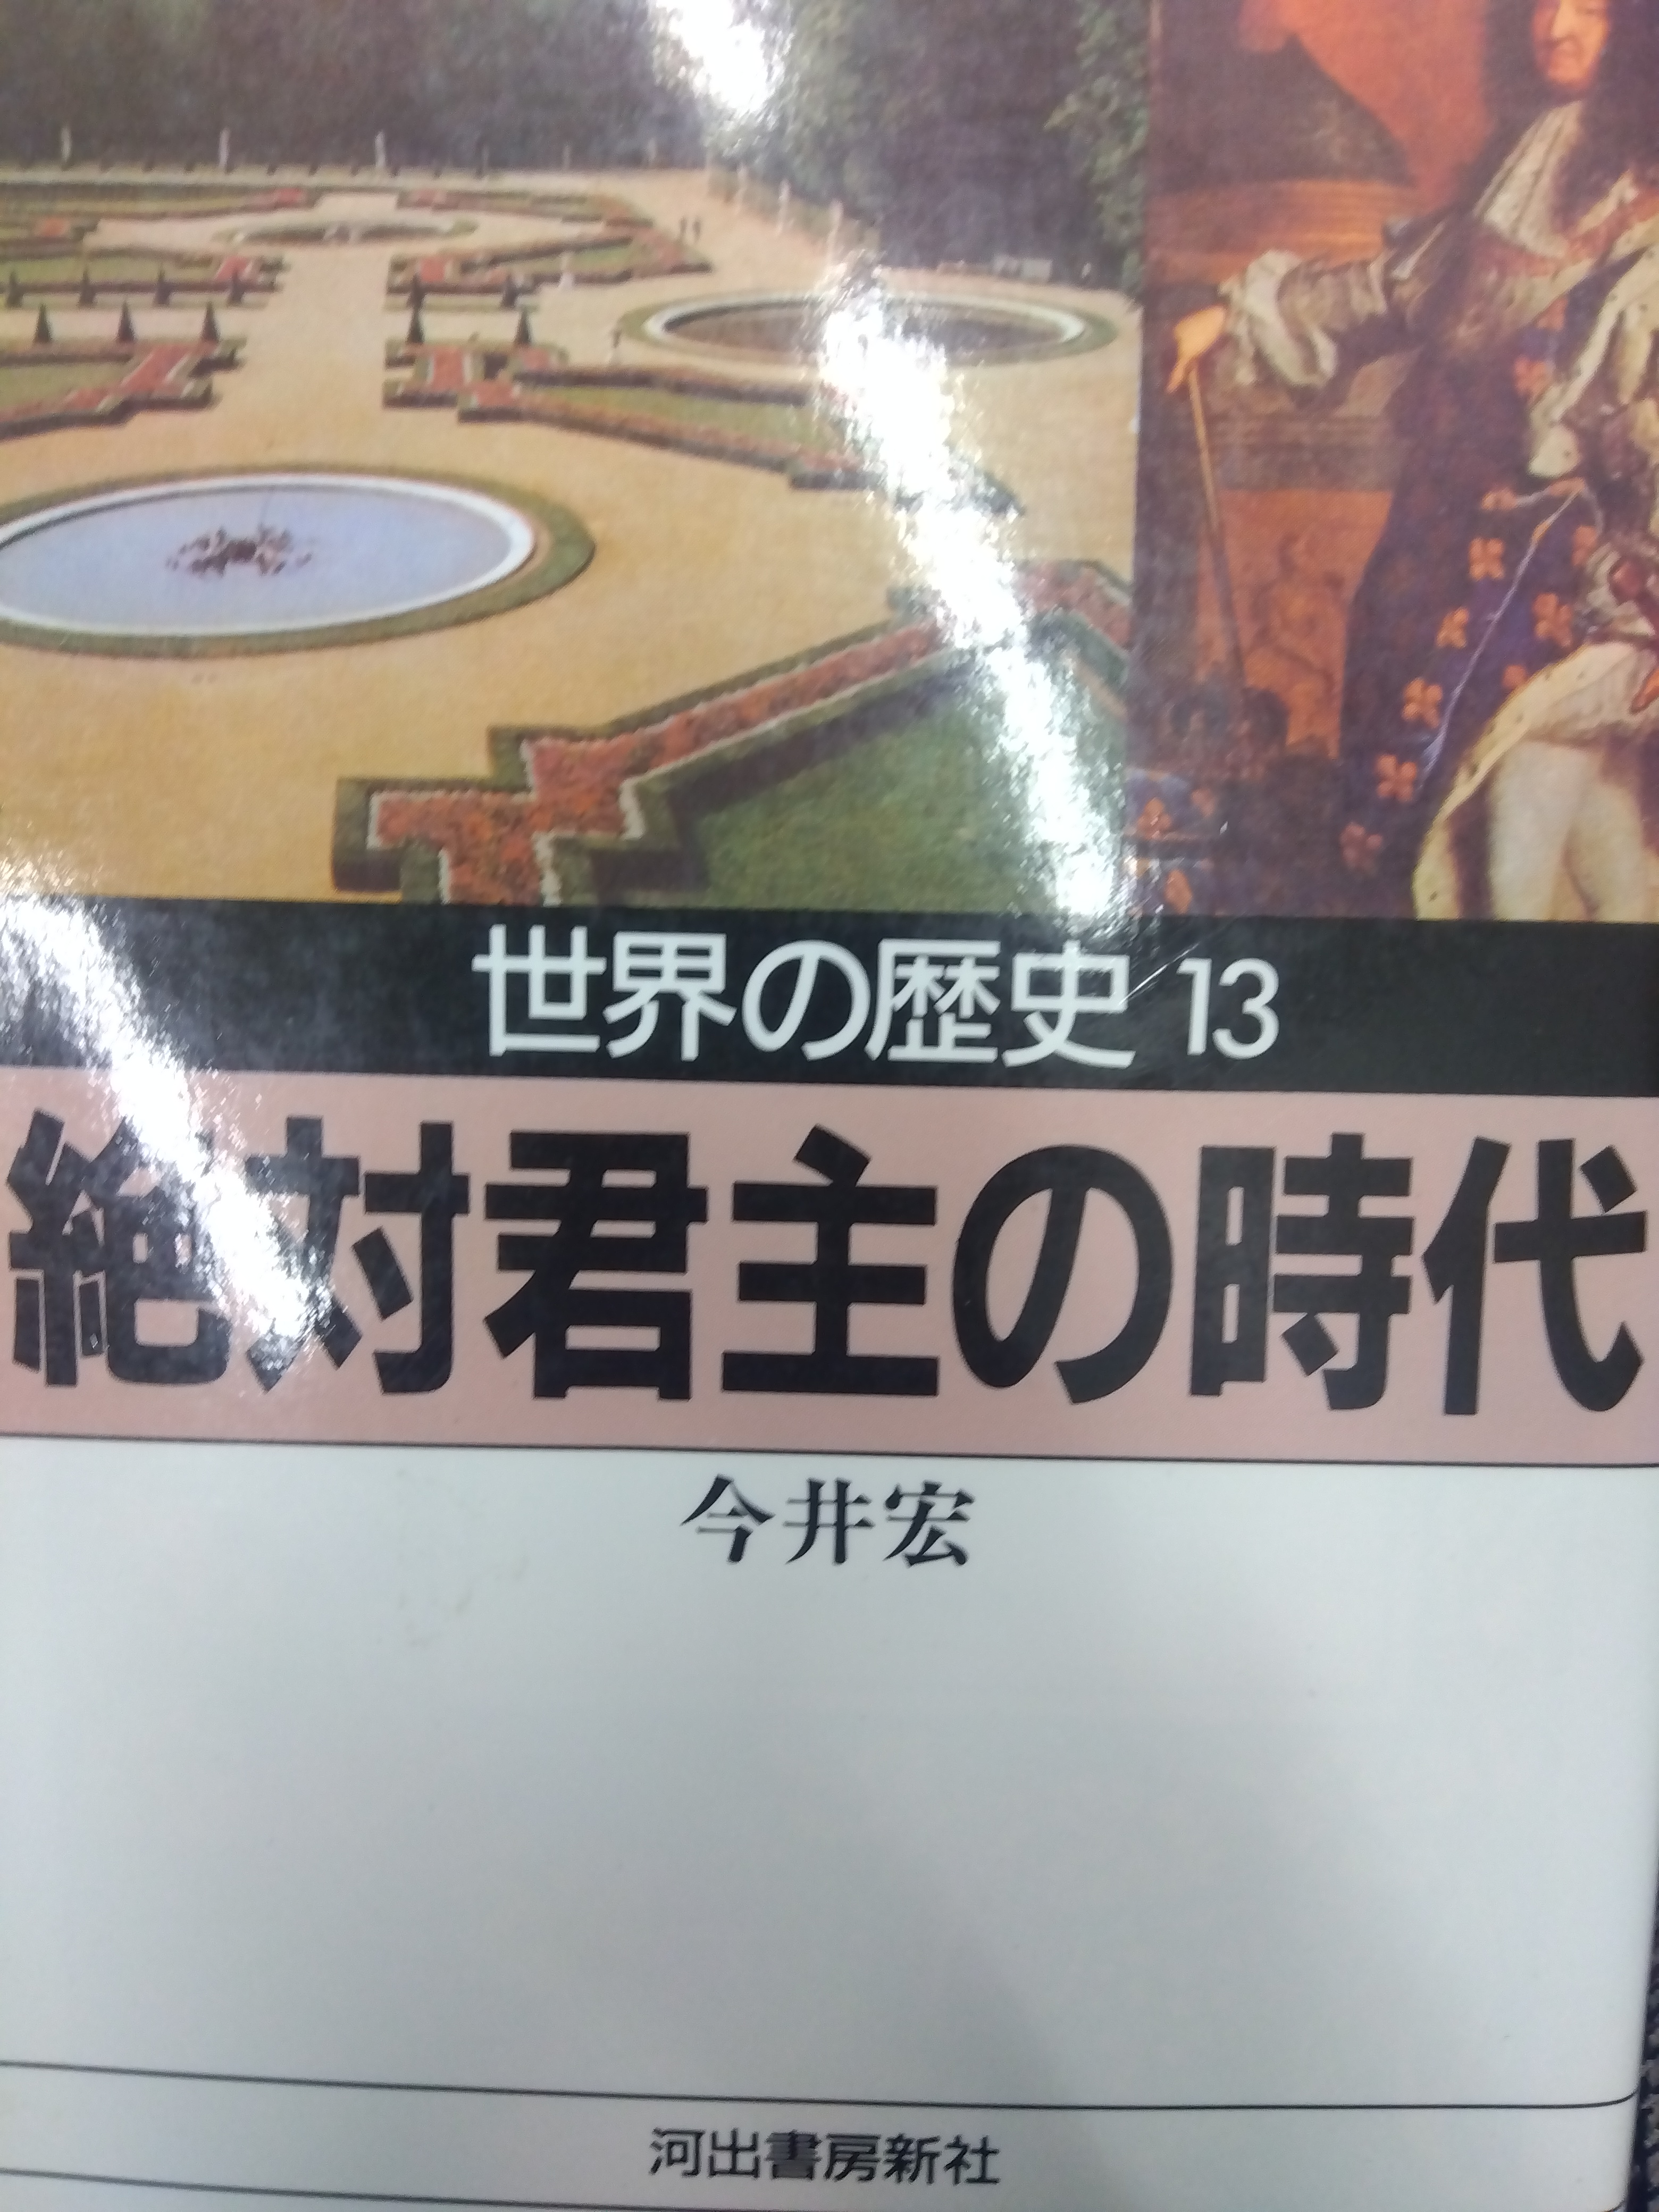 世界の歴史 13
絶対君主の時代
今井宏
河出書房新社